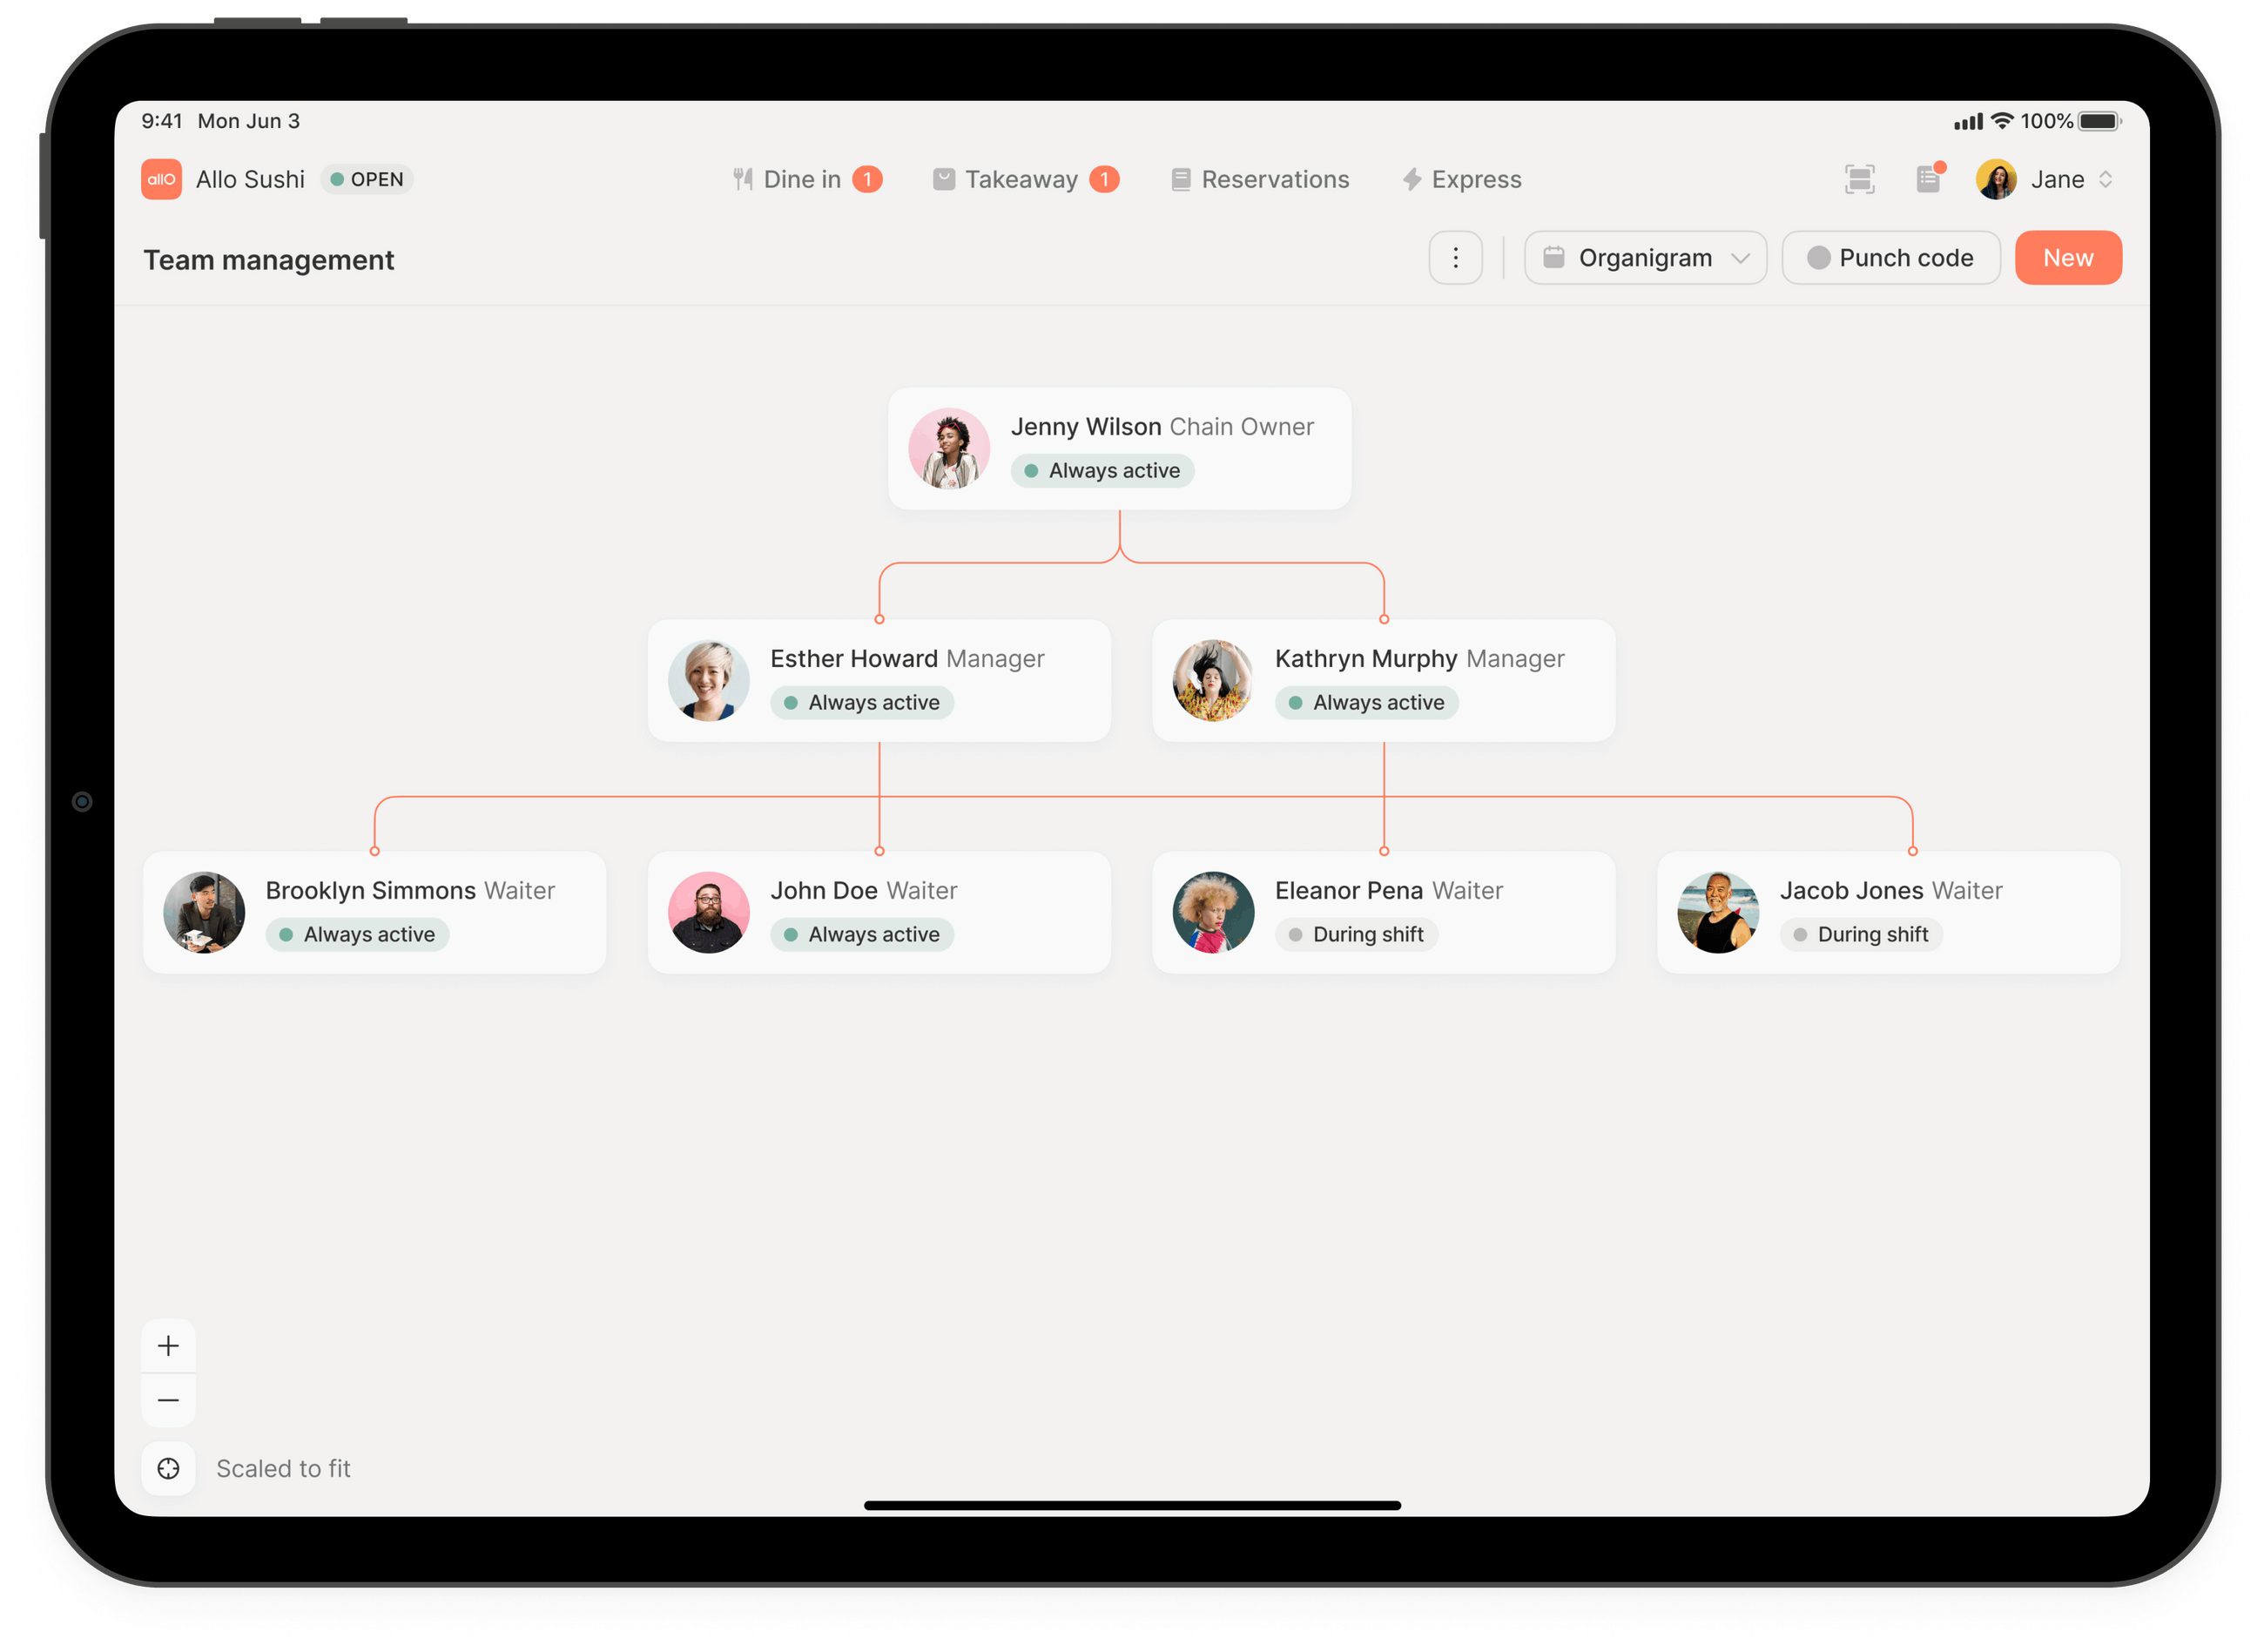 9:41 Mon Jun 3
100%
allO Allo Sushi OPEN
Dine in 1
Takeaway 1
Reservations
Express
Jane
Team management
Organigram
Punch code
New
Jenny Wilson Chain Owner
Always active
Esther Howard Manager
Always active
Kathryn Murphy Manager
Always active
Brooklyn Simmons Waiter
Always active
John Doe Waiter
Always active
Eleanor Pena Waiter
During shift
Jacob Jones Waiter
During shift
Scaled to fit